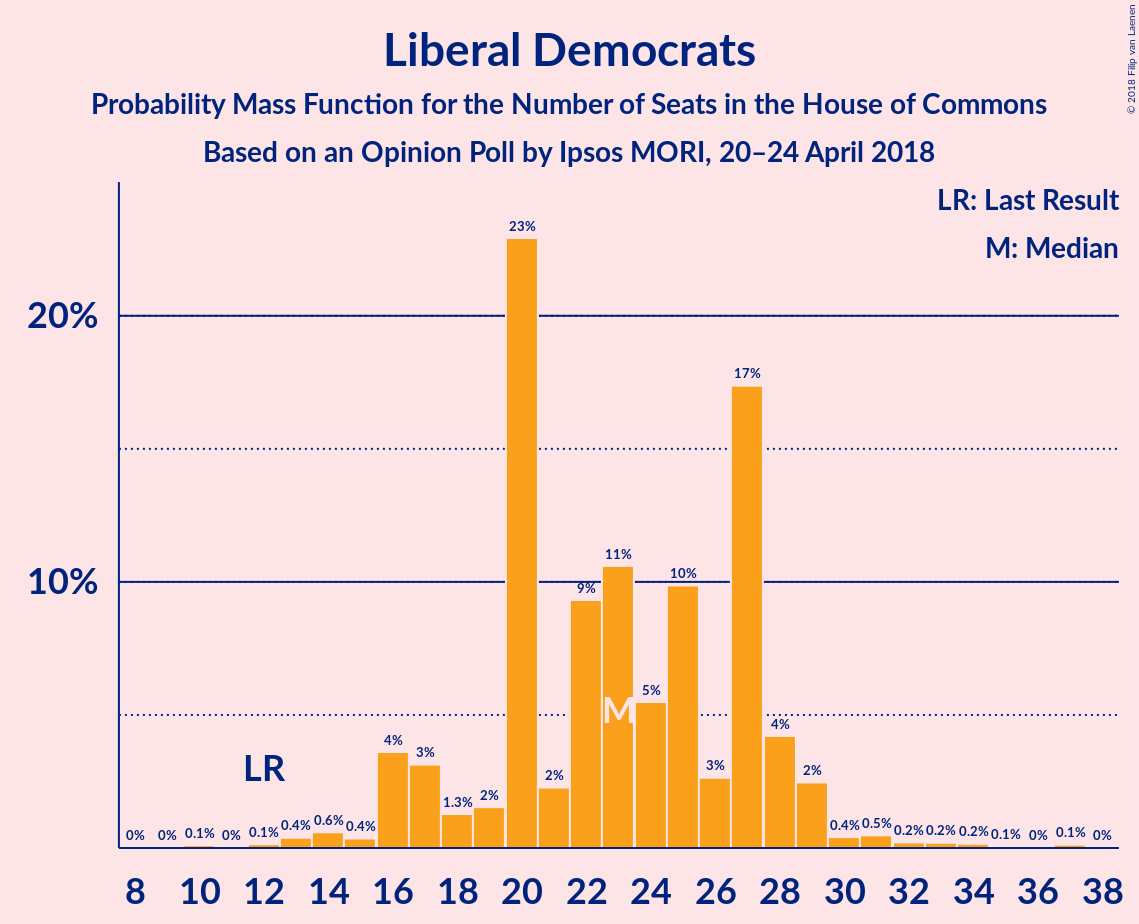 Liberal Democrats
Probability Mass Function for the Number of Seats in the House of Commons
Based on an Opinion Poll by Ipsos MORI, 20–24 April 2018
© 2018 Filip van Laenen
LR: Last Result
M: Median
20%
10%
0% 0% 0.1% 0% 0.1% 0.4% 0.6% 0.4% 4% 3% 1.3% 2% 23% 2% 9% 11% 5% 10% 3% 17% 4% 2% 0.4% 0.5% 0.2% 0.2% 0.2% 0.1% 0% 0.1% 0%
LR
M
8 10 12 14 16 18 20 22 24 26 28 30 32 34 36 38